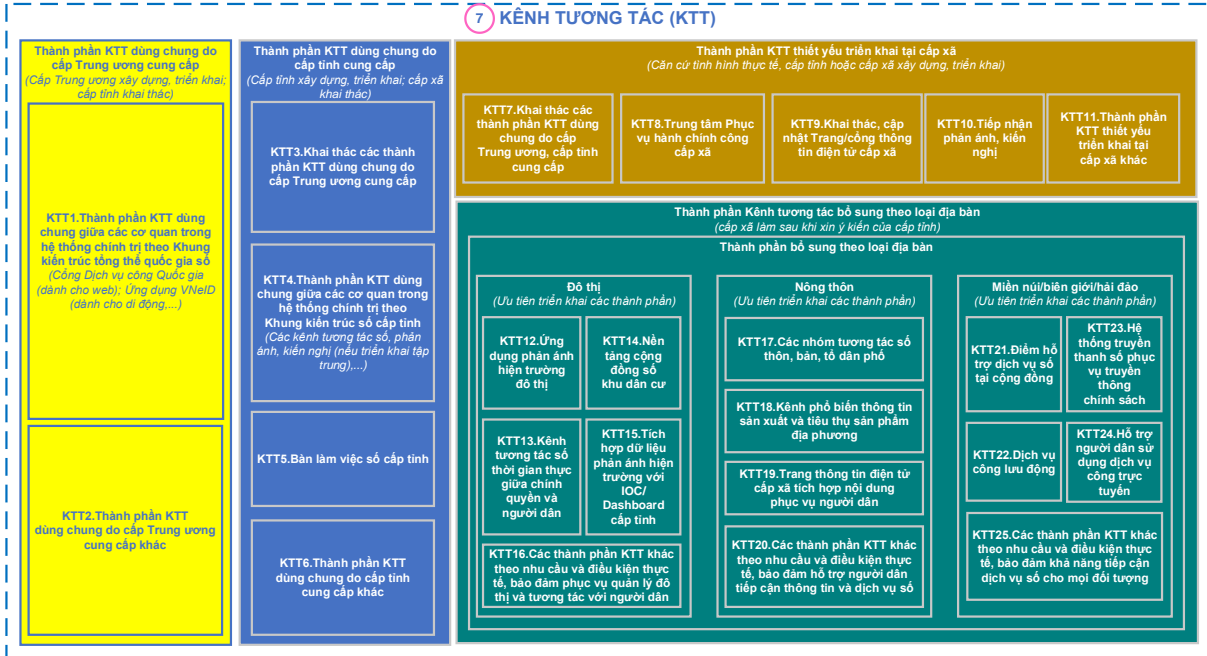 7 KÊNH TƯƠNG TÁC (KTT)
Thành phần KTT dùng chung do
cấp Trung ương cung cấp
(Cấp Trung ương xây dựng, triển khai;
cấp tỉnh khai thác)
KTT1.Thành phần KTT dùng
chung giữa các cơ quan trong
hệ thống chính trị theo Khung
kiến trúc tổng thể quốc gia số
(Cổng Dịch vụ công Quốc gia
(dành cho web); Ứng dụng VNeID
(dành cho di động,...)
KTT2.Thành phần KTT
dùng chung do cấp Trung ương
cung cấp khác
Thành phần KTT dùng chung do
cấp tỉnh cung cấp
(Cấp tỉnh xây dựng, triển khai; cấp xã
khai thác)
KTT3.Khai thác các thành
phần KTT dùng chung do
cấp Trung ương cung cấp
KTT4.Thành phần KTT dùng
chung giữa các cơ quan trong
hệ thống chính trị theo
Khung kiến trúc số cấp tỉnh
(Các kênh tương tác số, phản
ánh, kiến nghị (nếu triển khai tập
trung),...)
KTT5.Bàn làm việc số cấp tỉnh
KTT6.Thành phần KTT
dùng chung do cấp tỉnh
cung cấp khác
Thành phần KTT thiết yếu triển khai tại cấp xã
(Căn cứ tình hình thực tế, cấp tỉnh hoặc cấp xã xây dựng, triển khai)
KTT7.Khai thác các
thành phần KTT dùng
chung do cấp
Trung ương, cấp tỉnh
cung cấp
KTT8.Trung tâm Phục
vụ hành chính công
cấp xã
KTT9.Khai thác, cập
nhật Trang/cổng thông
tin điện tử cấp xã
KTT10.Tiếp nhận
phản ánh, kiến
nghị
KTT11.Thành phần
KTT thiết yếu
triển khai tại
cấp xã khác
Thành phần Kênh tương tác bổ sung theo loại địa bàn
(cấp xã làm sau khi xin ý kiến của cấp tỉnh)
Thành phần bổ sung theo loại địa bàn
Đô thị
(Ưu tiên triển khai các thành phần)
KTT12.Ứng
dụng phản ánh
hiện trường
đô thị
KTT14.Nền
tảng cộng
đồng số
khu dân cư
KTT13.Kênh
tương tác số
thời gian thực
giữa chính
quyền và
người dân
KTT15.Tích
hợp dữ liệu
phản ánh hiện
trường với
IOC/
Dashboard
cấp tỉnh
KTT16.Các thành phần KTT khác
theo nhu cầu và điều kiện thực
tế, bảo đảm phục vụ quản lý đô
thị và tương tác với người dân
Nông thôn
(Ưu tiên triển khai các thành phần)
KTT17.Các nhóm tương tác số
thôn, bản, tổ dân phố
KTT18.Kênh phổ biến thông tin
sản xuất và tiêu thụ sản phẩm
địa phương
KTT19.Trang thông tin điện tử
cấp xã tích hợp nội dung
phục vụ người dân
KTT20.Các thành phần KTT khác
theo nhu cầu và điều kiện thực
tế, bảo đảm hỗ trợ người dân
tiếp cận thông tin và dịch vụ số
Miền núi/biên giới/hải đảo
(Ưu tiên triển khai các thành phần)
KTT21.Điểm hỗ
trợ dịch vụ số
tại cộng đồng
KTT23.Hệ
thống truyền
thanh số phục
vụ truyền
thông
chính sách
KTT22.Dịch vụ
công lưu động
KTT24.Hỗ trợ
người dân sử
dụng dịch vụ
công trực
tuyến
KTT25.Các thành phần KTT khác
theo nhu cầu và điều kiện thực
tế, bảo đảm khả năng tiếp cận
dịch vụ số cho mọi đối tượng